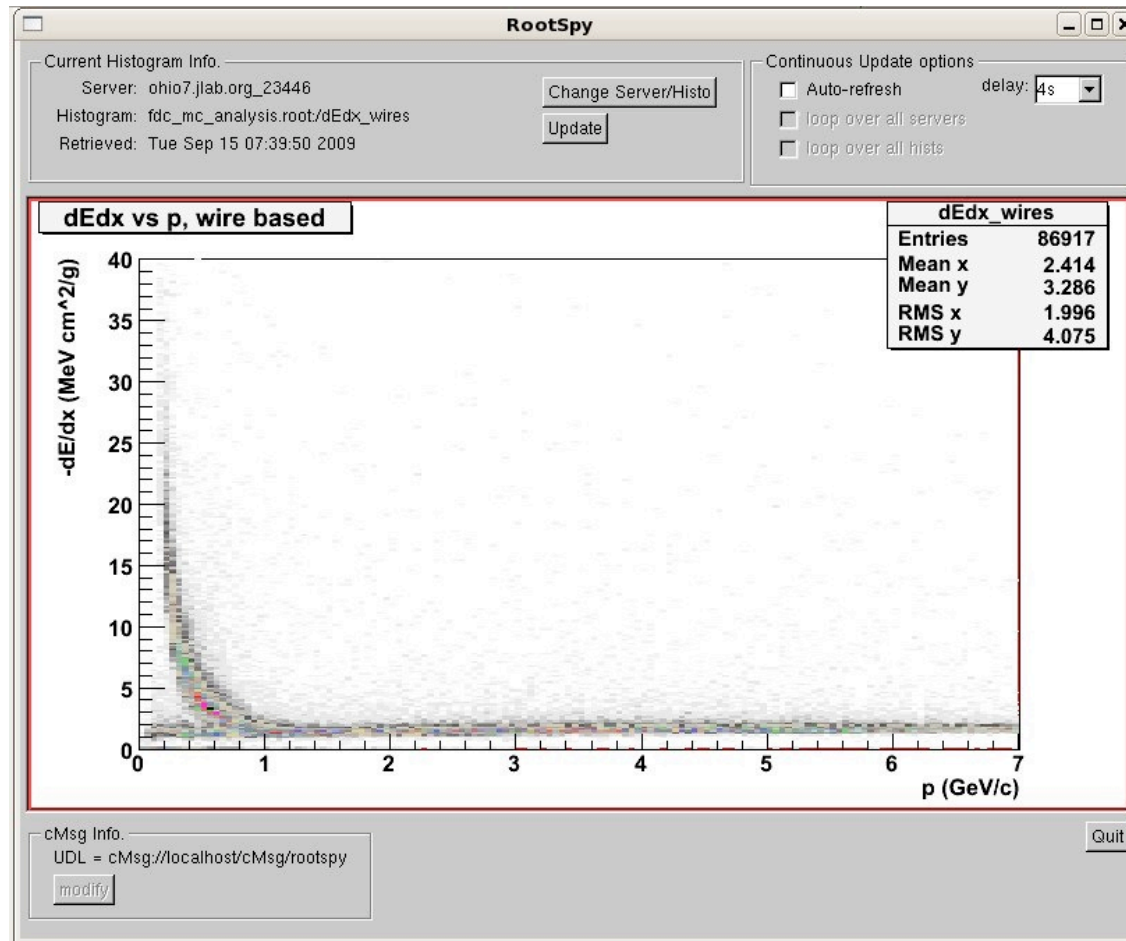 RootSpy
Current Histogram Info.
Server: ohio7.jlab.org_23446
Histogram: fdc_mc_analysis.root:/dEdx_wires
Retrieved: Tue Sep 15 07:39:50 2009
Change Server/Histo
Update
Continuous Update options
Auto-refresh
delay: 4s
loop over all servers
loop over all hists
dEdx vs p, wire based
dEdx_wires
Entries 86917
Mean x 2.414
Mean y 3.286
RMS x 1.996
RMS y 4.075
-dE/dx (MeV cm^2/g)
40
35
30
25
20
15
10
5
0
0 1 2 3 4 5 6 7
p (GeV/c)
cMsg Info.
UDL = cMsg://localhost/cMsg/rootspy
modify
Quit